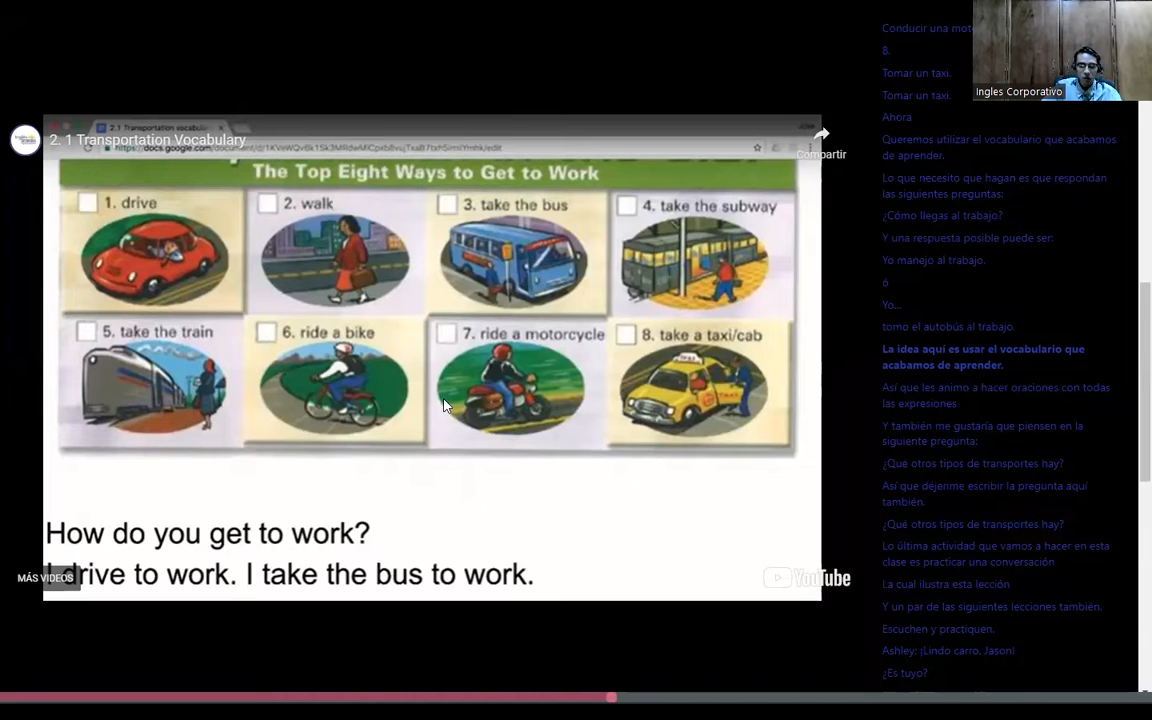 2. 1 Transportation Vocabulary
Compartir
The Top Eight Ways to Get to Work
1. drive
2. walk
3. take the bus
4. take the subway
5. take the train
6. ride a bike
7. ride a motorcycle
8. take a taxi/cab
TAXI
How do you get to work?
drive to work. I take the bus to work.
MÁS VIDEOS
YouTube
Ingles Corporativo
Conducir una
8.
Tomar un taxi.
Tomar un taxi.
Ahora
Queremos utilizar el vocabulario que acabamos
de aprender.
Lo que necesito que hagan es que respondan
las siguientes preguntas:
¿Cómo llegas al trabajo?
Y una respuesta posible puede ser:
Yo manejo al trabajo.
ó
Yo...
tomo el autobús al trabajo.
La idea aquí es usar el vocabulario que
acabamos de aprender.
Así que les animo a hacer oraciones con todas
las expresiones
Y también me gustaría que piensen en la
siguiente pregunta:
¿Qué otros tipos de transportes hay?
Así que déjenme escribir la pregunta aquí
también.
¿Qué otros tipos de transportes hay?
Lo última actividad que vamos a hacer en esta
clase es practicar una conversación
La cual ilustra esta lección
Y un par de las siguientes lecciones también.
Escuchen y practiquen.
Ashley: ¡Lindo carro, Jason!
¿Es tuyo?